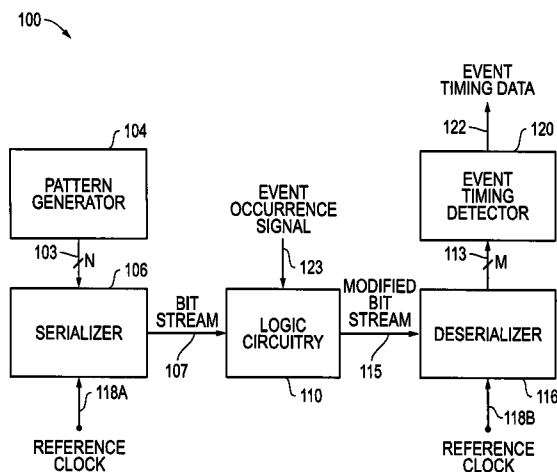 100
EVENT
TIMING DATA
122
120
EVENT
TIMING
DETECTOR
104
PATTERN
GENERATOR
103
N
EVENT
OCCURRENCE
SIGNAL
123
113
M
106
SERIALIZER
BIT
STREAM
107
LOGIC
CIRCUITRY
110
MODIFIED
BIT
STREAM
115
DESERIALIZER
116
118A
REFERENCE
CLOCK
118B
REFERENCE
CLOCK